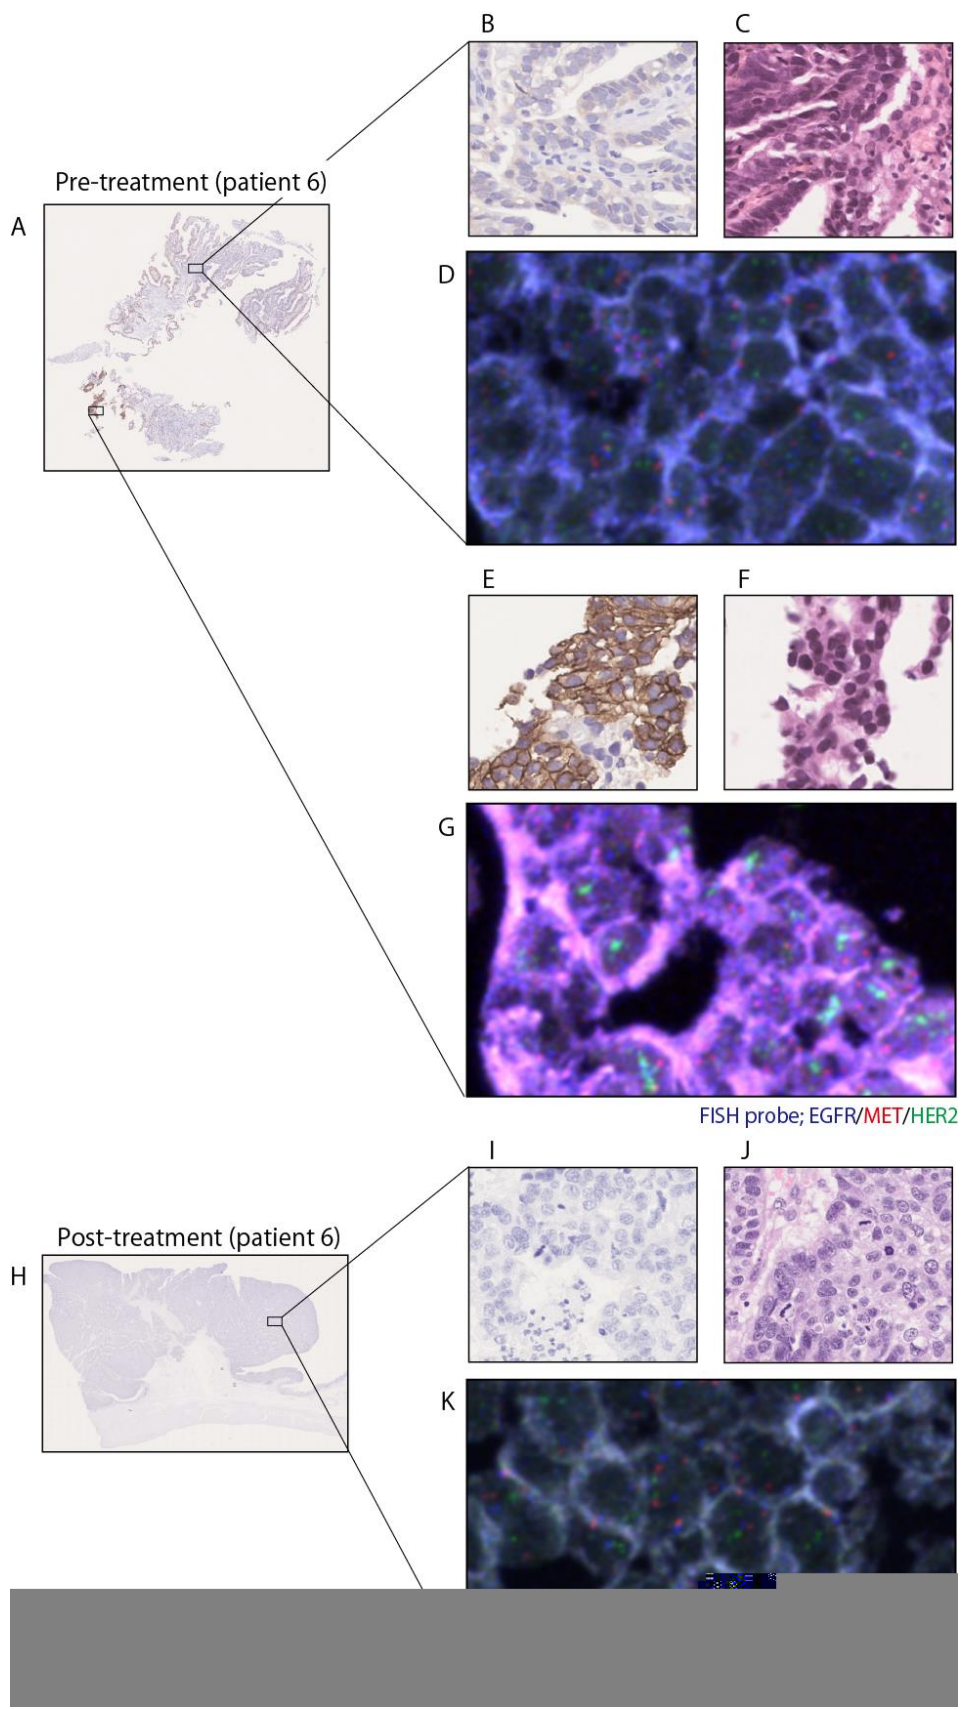 B
C
Pre-treatment (patient 6)
A
D
E
F
G
FISH probe; EGFR/MET/HER2
I
J
Post-treatment (patient 6)
H
K